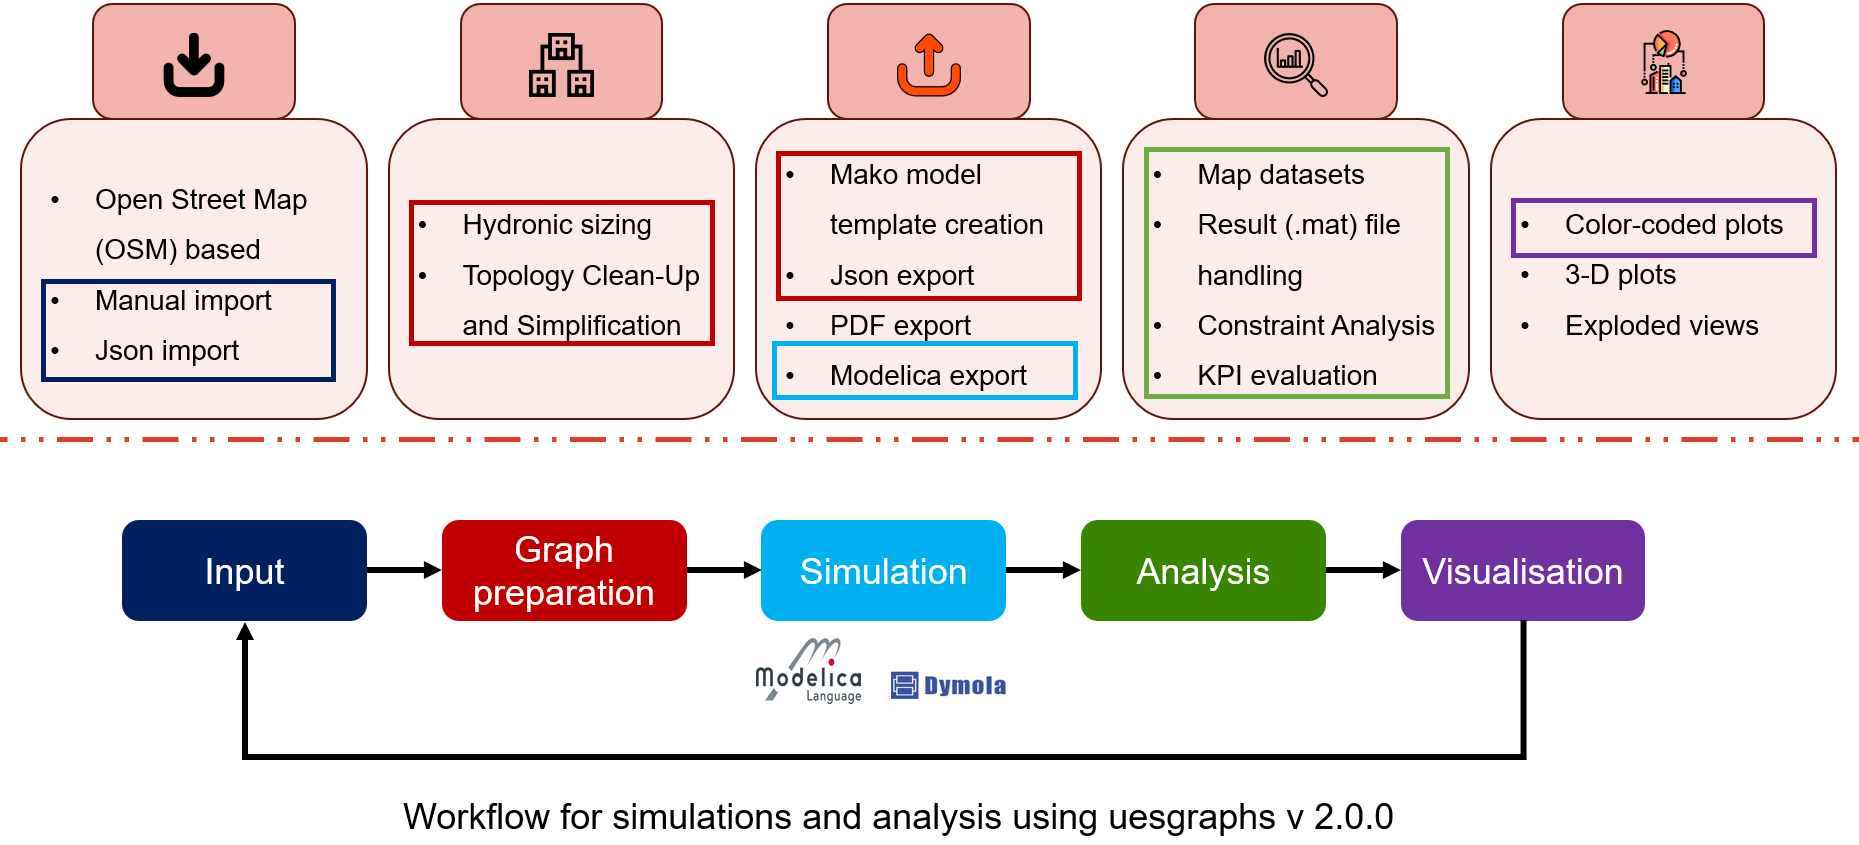 • Open Street Map
(OSM) based
• Manual import
• Json import
• Hydronic sizing
• Topology Clean-Up
and Simplification
• Mako model
template creation
• Json export
• PDF export
• Modelica export
• Map datasets
• Result (.mat) file
handling
• Constraint Analysis
• KPI evaluation
• Color-coded plots
• 3-D plots
• Exploded views
Input
Graph
preparation
Simulation
Analysis
Visualisation
Modelica
Language
Dymola
Workflow for simulations and analysis using uesgraphs v 2.0.0